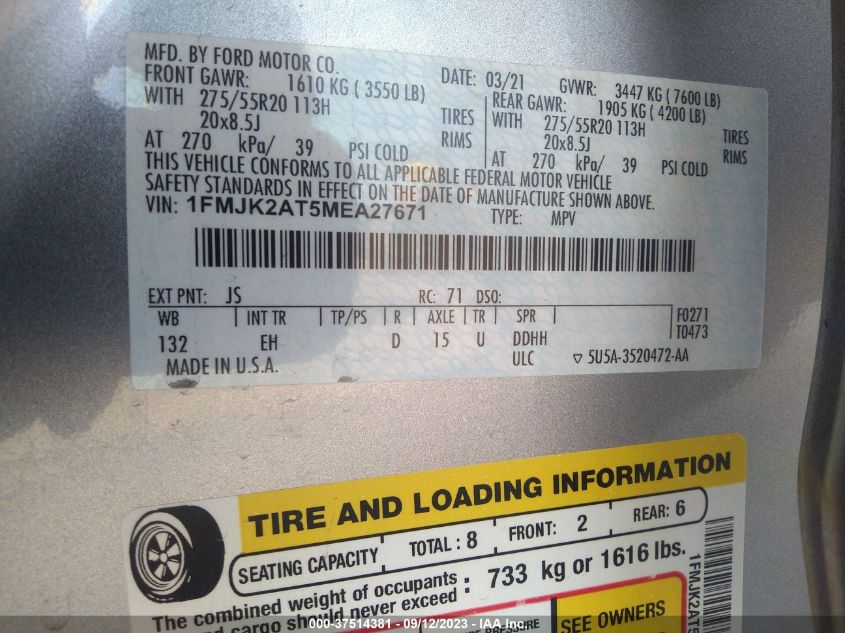 MFD. BY FORD MOTOR CO.
DATE: 03/21 GVWR: 3447 KG ( 7600 LB)
FRONT GAWR: 1610 KG ( 3550 LB)
WITH 275/55R20 113H TIRES
20x8.5J RIMS
AT 270 kPa/ 39 PSI COLD
REAR GAWR: 1905 KG ( 4200 LB)
WITH 275/55R20 113H TIRES
20x8.5J RIMS
AT 270 kPa/ 39 PSI COLD
THIS VEHICLE CONFORMS TO ALL APPLICABLE FEDERAL MOTOR VEHICLE
SAFETY STANDARDS IN EFFECT ON THE DATE OF MANUFACTURE SHOWN ABOVE.
VIN: 1FMJK2AT5MEA27671 TYPE: MPV
EXT PNT: JS RC: 71 DSO:
WB INT TR TP/PS R AXLE TR SPR F0271
T0473
132 EH D 15 U DDHH
MADE IN U.S.A. ULC ▽ 5U5A-3520472-AA
TIRE AND LOADING INFORMATION
SEATING CAPACITY TOTAL : 8 FRONT: 2 REAR: 6
The combined weight of occupants
and cargo should never exceed : 733 kg or 1616 lbs.
1FMJK2AT5
PRESSURE
SEE OWNERS
000-37514381 - 09/12/2023 - IAA Inc.